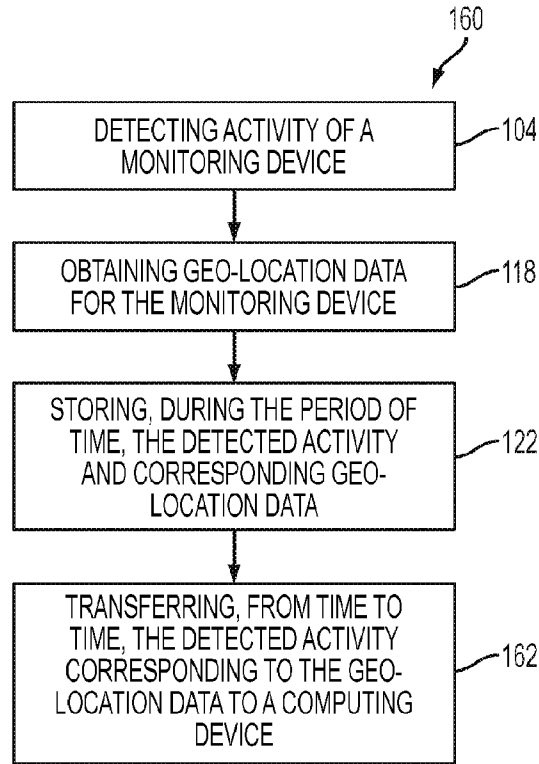 160
DETECTING ACTIVITY OF A
MONITORING DEVICE
104
OBTAINING GEO-LOCATION DATA
FOR THE MONITORING DEVICE
118
STORING, DURING THE PERIOD OF
TIME, THE DETECTED ACTIVITY
AND CORRESPONDING GEO-
LOCATION DATA
122
TRANSFERRING, FROM TIME TO
TIME, THE DETECTED ACTIVITY
CORRESPONDING TO THE GEO-
LOCATION DATA TO A COMPUTING
DEVICE
162